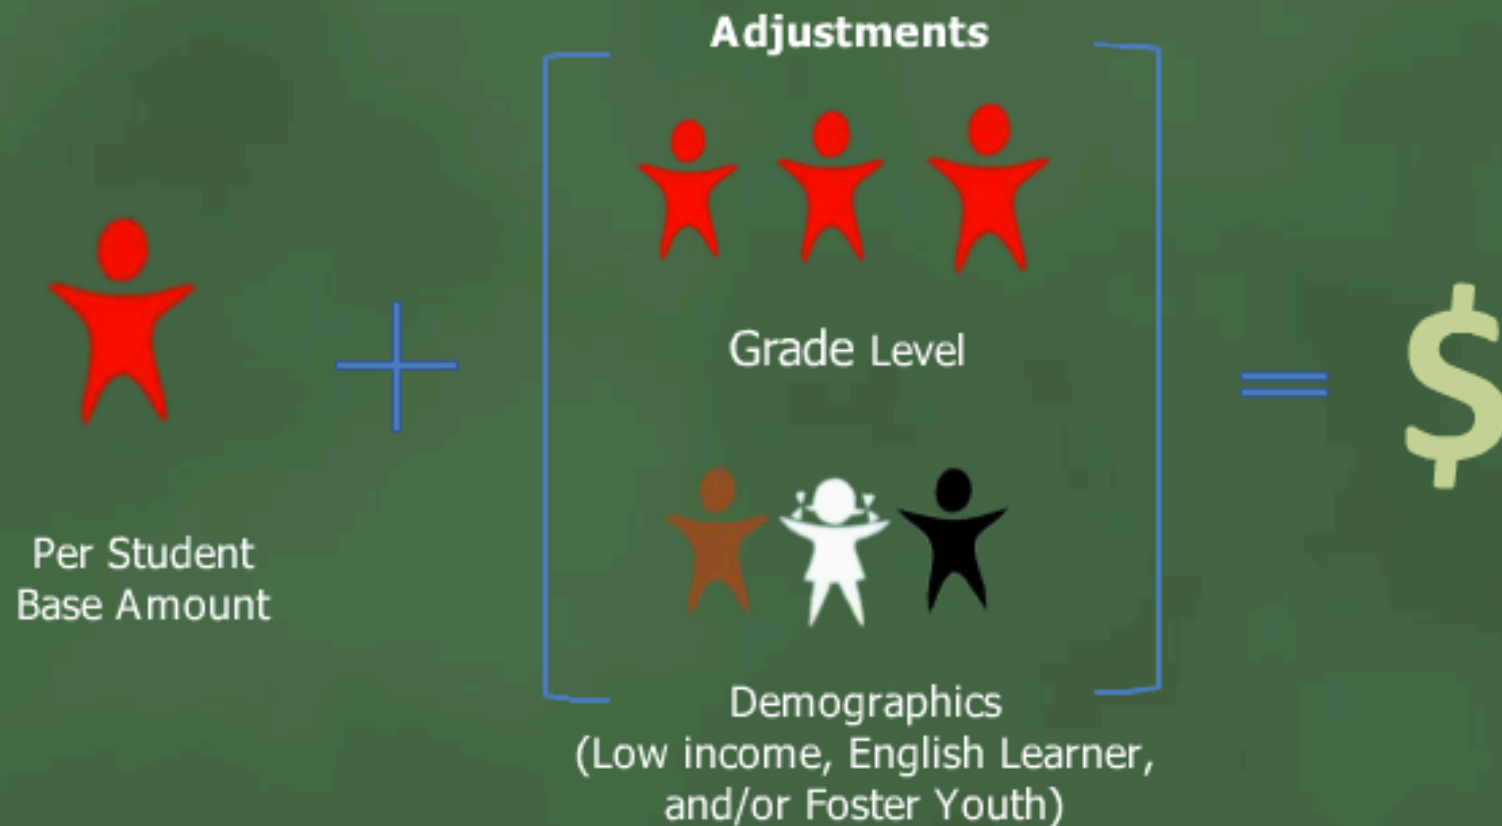 Adjustments
Grade Level
Per Student
Base Amount
Demographics
(Low income, English Learner,
and/or Foster Youth)
+
=
$